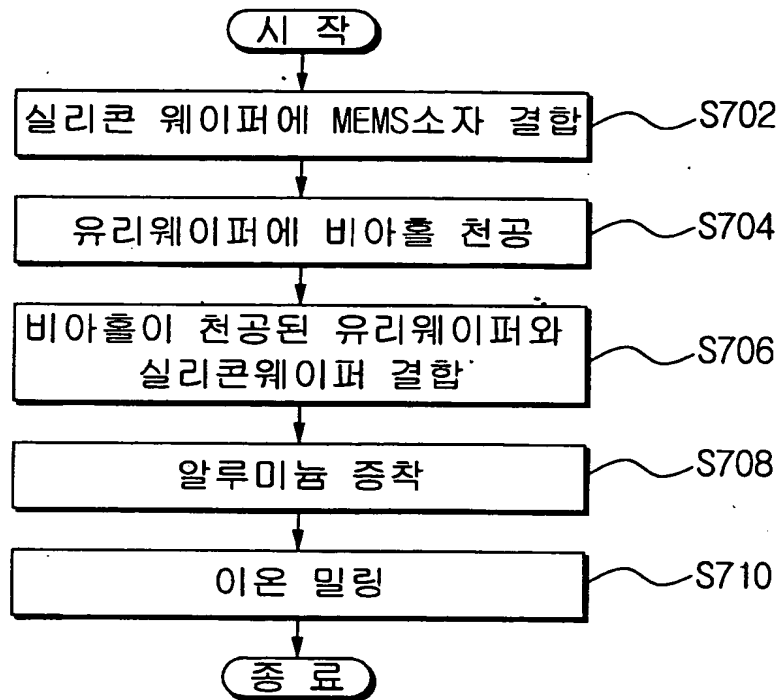 시 작
실리콘 웨이퍼에 MEMS소자 결합
S702
유리웨이퍼에 비아홀 천공
S704
비아홀이 천공된 유리웨이퍼와
실리콘웨이퍼 결합
S706
알루미늄 증착
S708
이온 밀링
S710
종 료